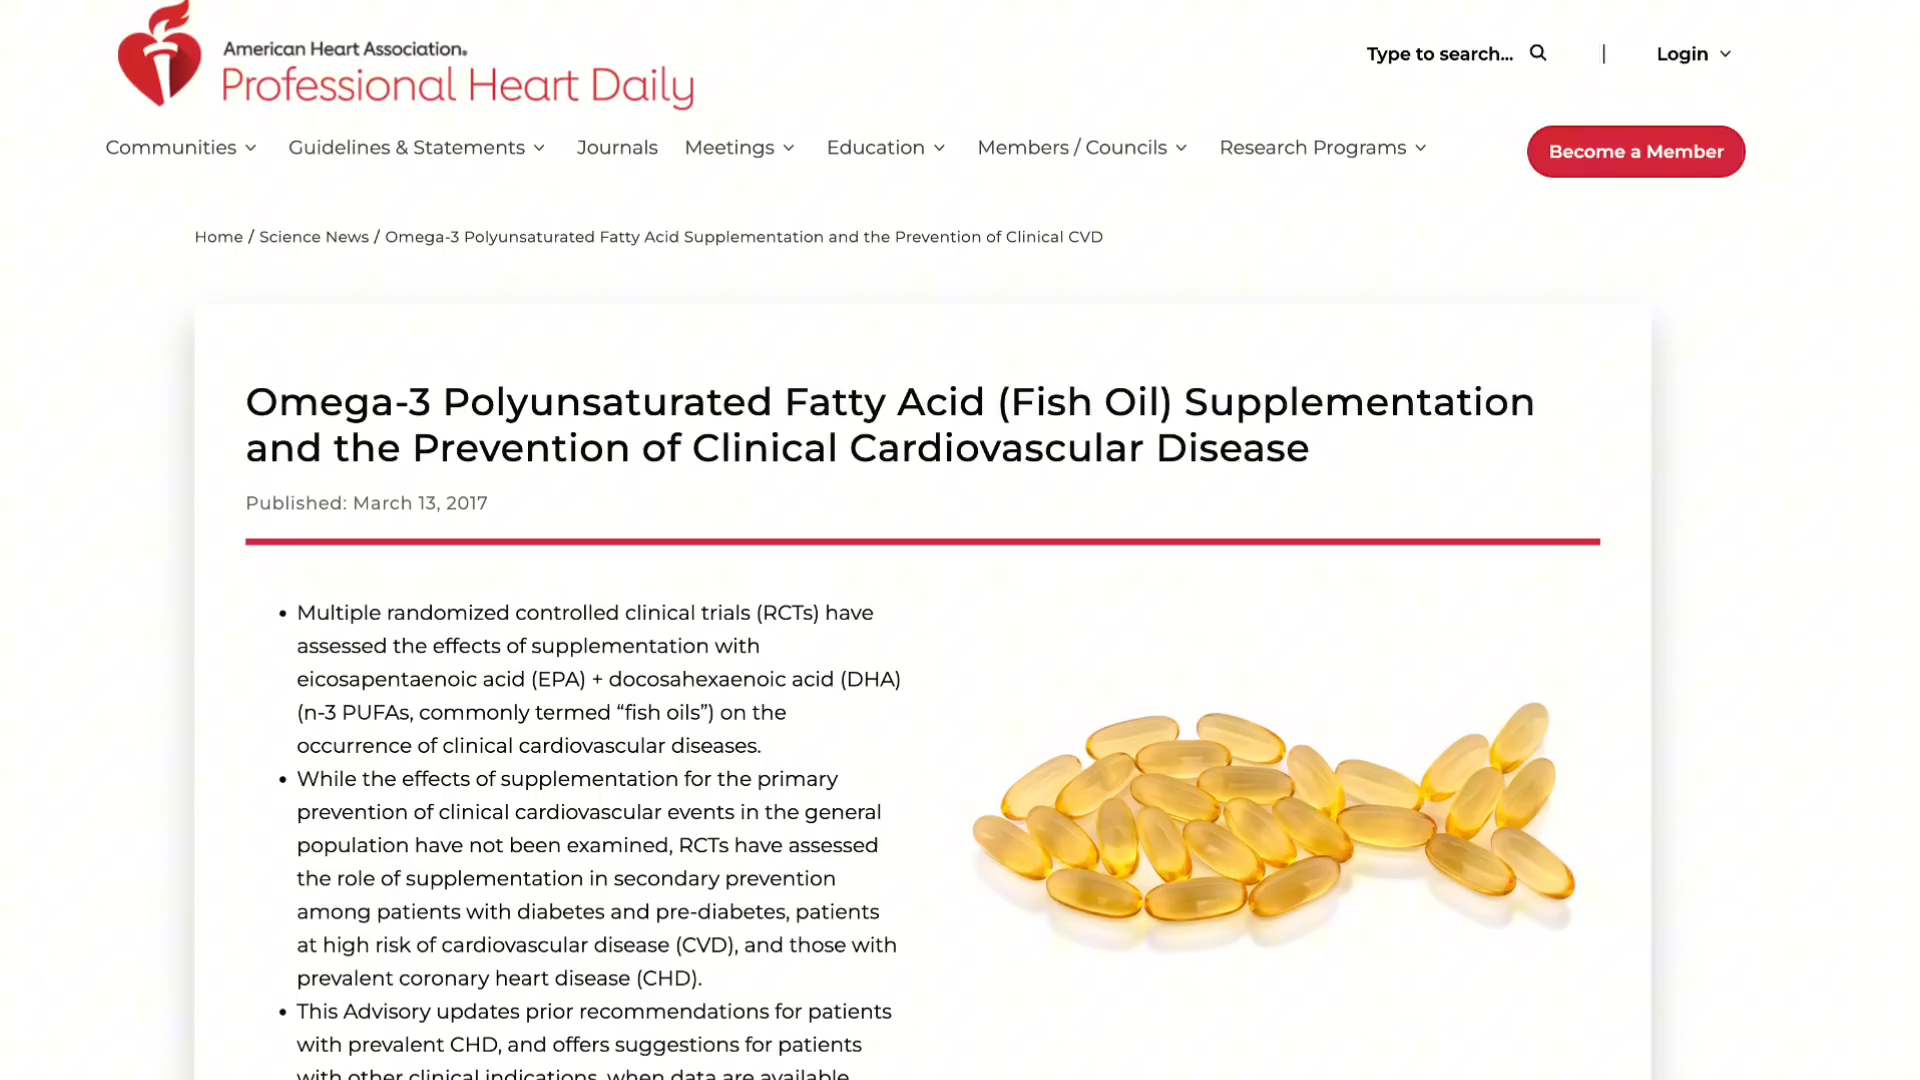 American Heart Association®
Professional Heart Daily
Type to search...
|
Login
Communities
Guidelines & Statements
Journals
Meetings
Education
Members / Councils
Research Programs
Become a Member
Home / Science News / Omega-3 Polyunsaturated Fatty Acid Supplementation and the Prevention of Clinical CVD
Omega-3 Polyunsaturated Fatty Acid (Fish Oil) Supplementation
and the Prevention of Clinical Cardiovascular Disease
Published: March 13, 2017
• Multiple randomized controlled clinical trials (RCTs) have
assessed the effects of supplementation with
eicosapentaenoic acid (EPA) + docosahexaenoic acid (DHA)
(n-3 PUFAs, commonly termed “fish oils”) on the
occurrence of clinical cardiovascular diseases.
• While the effects of supplementation for the primary
prevention of clinical cardiovascular events in the general
population have not been examined, RCTs have assessed
the role of supplementation in secondary prevention
among patients with diabetes and pre-diabetes, patients
at high risk of cardiovascular disease (CVD), and those with
prevalent coronary heart disease (CHD).
• This Advisory updates prior recommendations for patients
with prevalent CHD, and offers suggestions for patients
with other clinical indications, when data are available